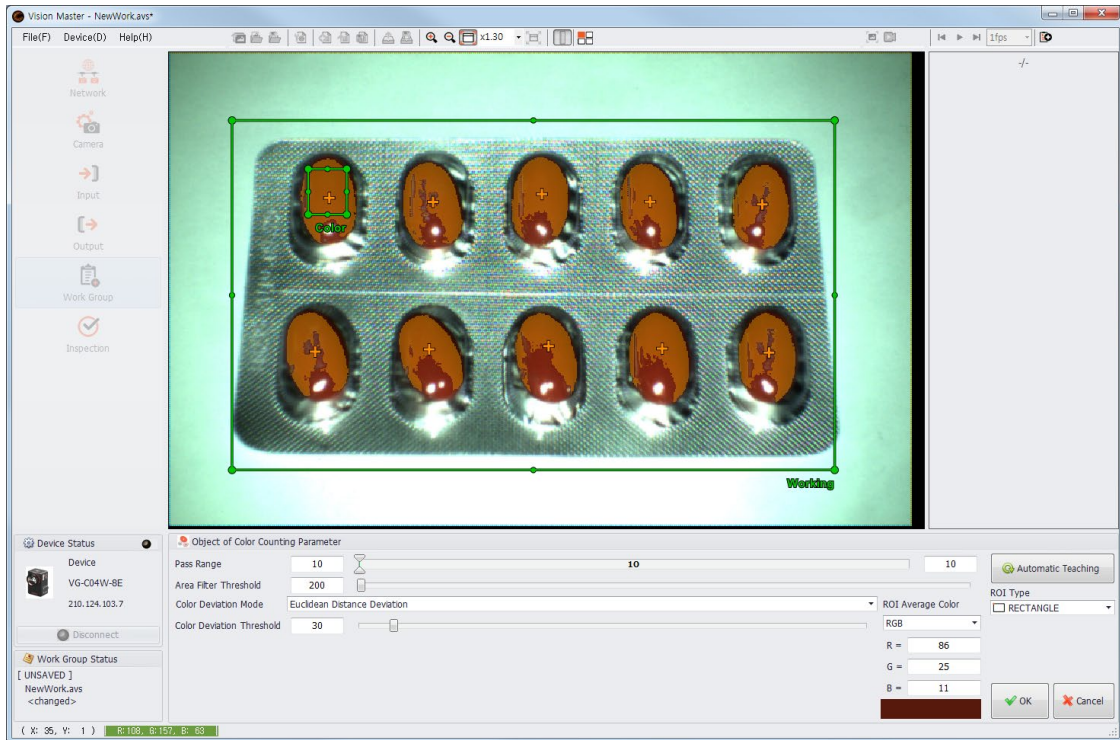 Vision Master - NewWork.avs*
File(F) Device(D) Help(H)
x1.30
1fps
-/-
Network
Camera
Input
Output
Work Group
Inspection
Color
Working
Device Status
Device
VG-C04W-8E
210.124.103.7
Disconnect
Work Group Status
[ UNSAVED ]
NewWork.avs
<changed>
Object of Color Counting Parameter
Pass Range 10 10 10
Area Filter Threshold 200
Color Deviation Mode Euclidean Distance Deviation
Color Deviation Threshold 30
ROI Average Color
RGB
R = 86
G = 25
B = 11
Automatic Teaching
ROI Type
RECTANGLE
OK Cancel
( X: 35, Y: 1 ) R:108, G:157, B: 63